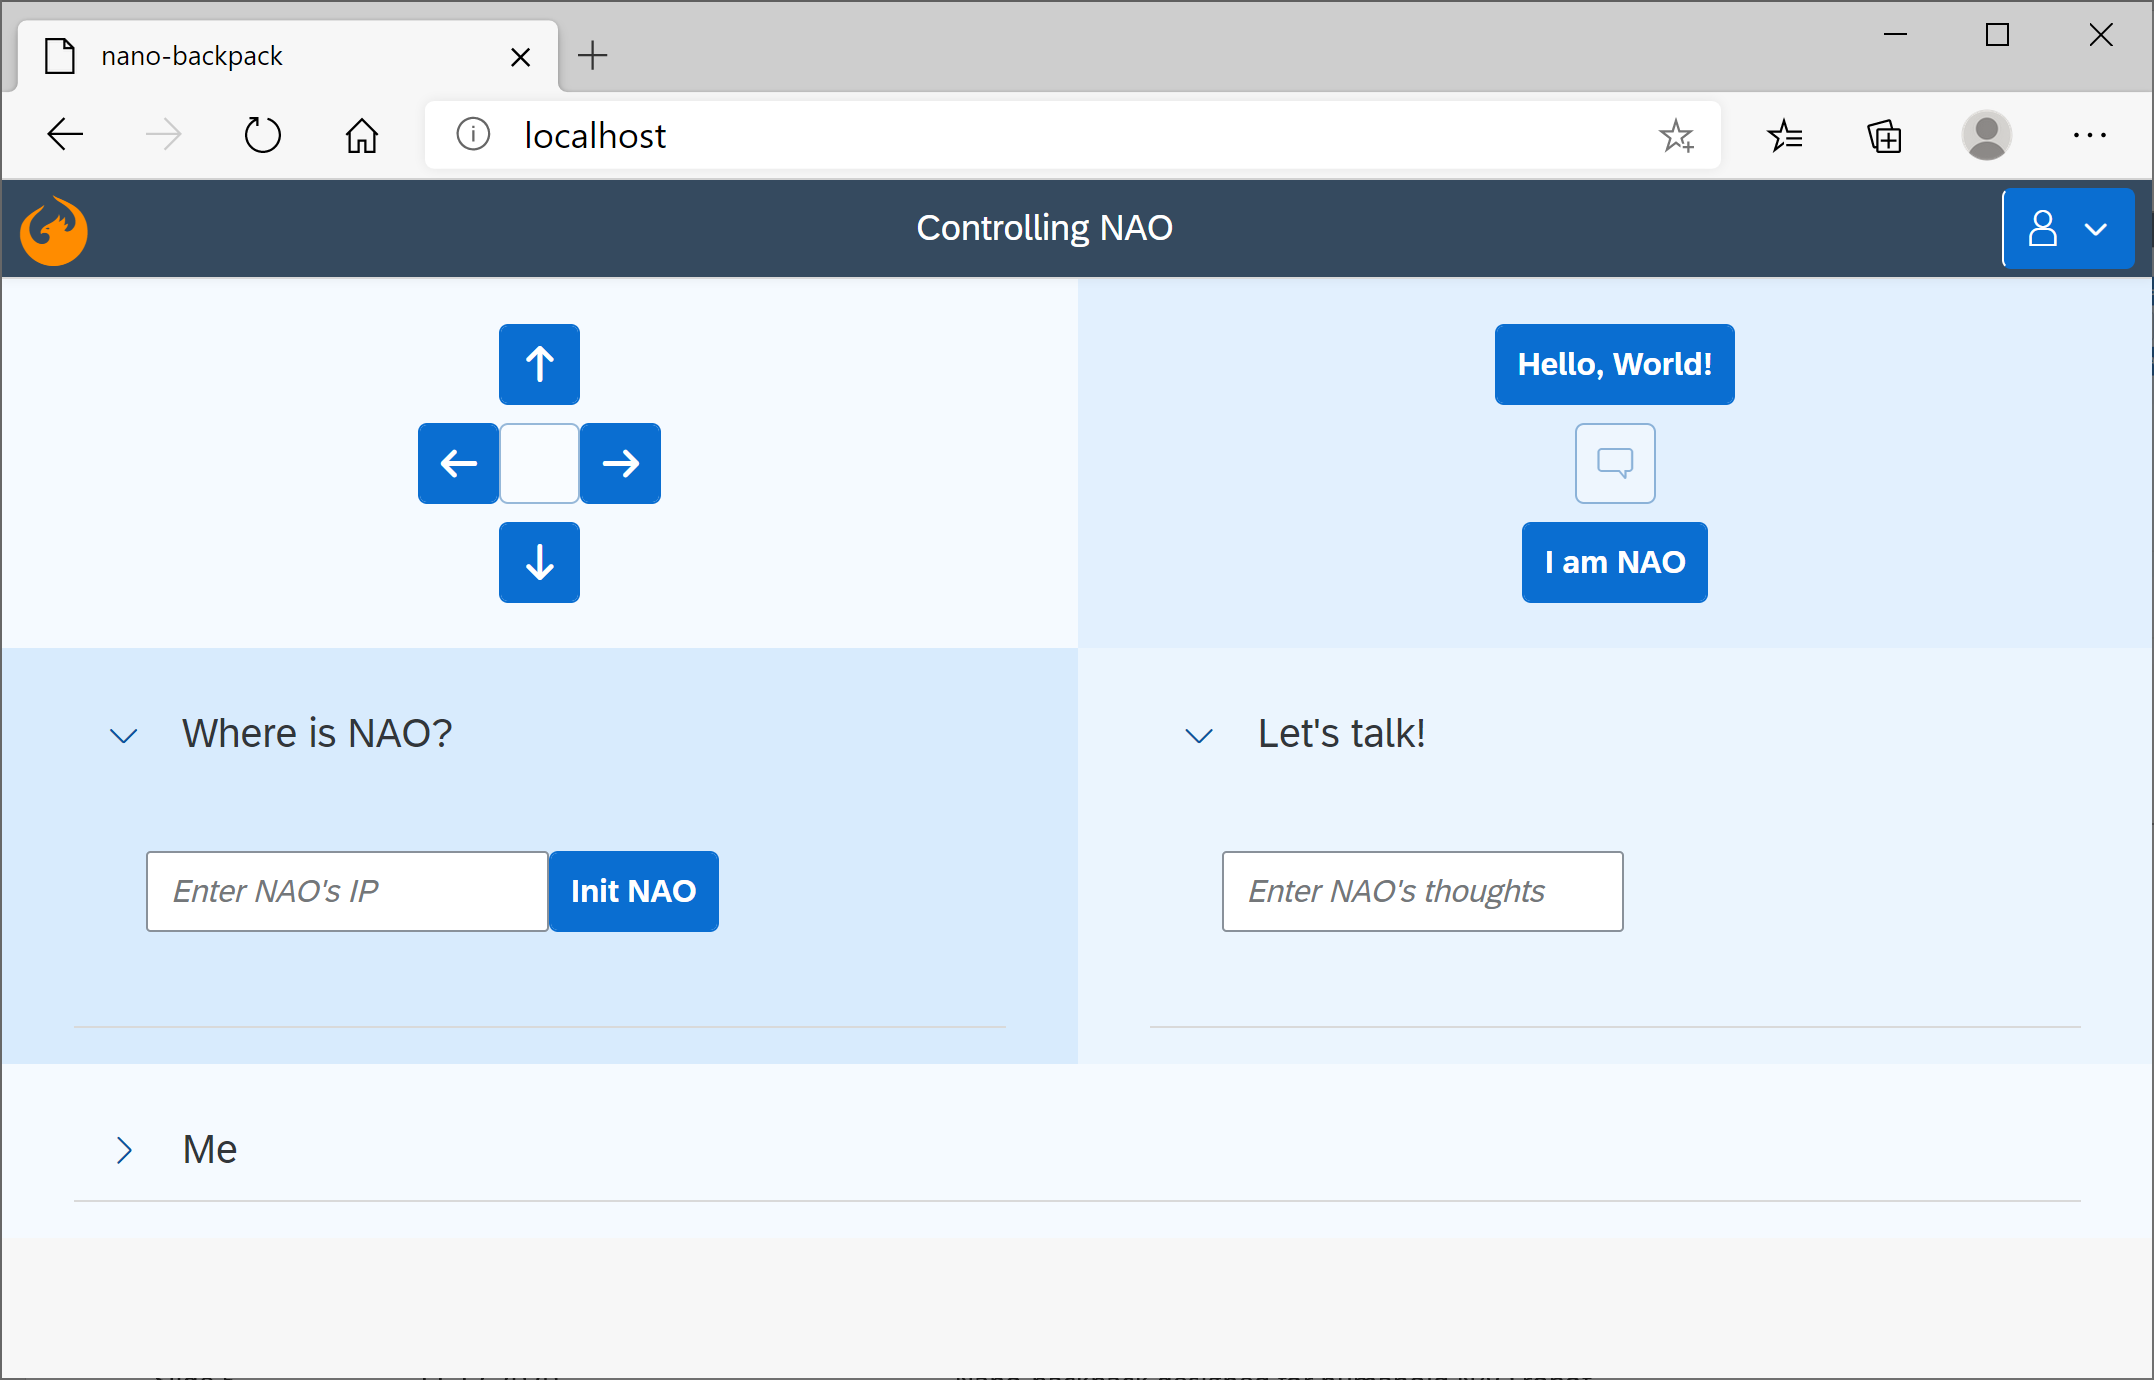 nano-backpack
localhost
Controlling NAO
Hello, World!
I am NAO
Where is NAO?
Let's talk!
Enter NAO's IP
Init NAO
Enter NAO's thoughts
Me